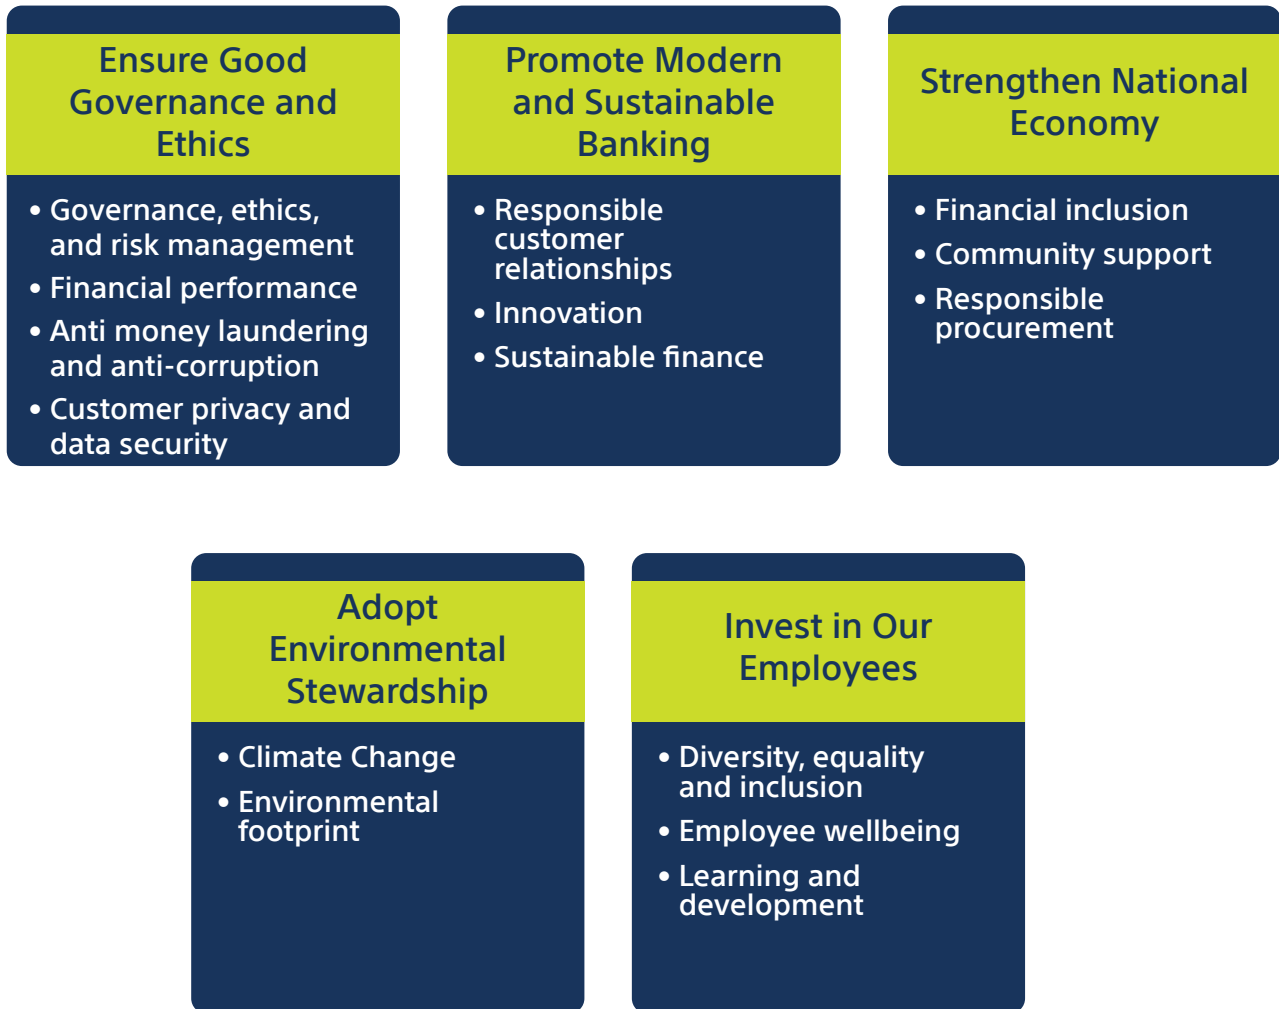 Ensure Good
Governance and
Ethics
• Governance, ethics,
and risk management
• Financial performance
• Anti money laundering
and anti-corruption
• Customer privacy and
data security
Promote Modern
and Sustainable
Banking
• Responsible
customer
relationships
• Innovation
• Sustainable finance
Strengthen National
Economy
• Financial inclusion
• Community support
• Responsible
procurement
Adopt
Environmental
Stewardship
• Climate Change
• Environmental
footprint
Invest in Our
Employees
• Diversity, equality
and inclusion
• Employee wellbeing
• Learning and
development